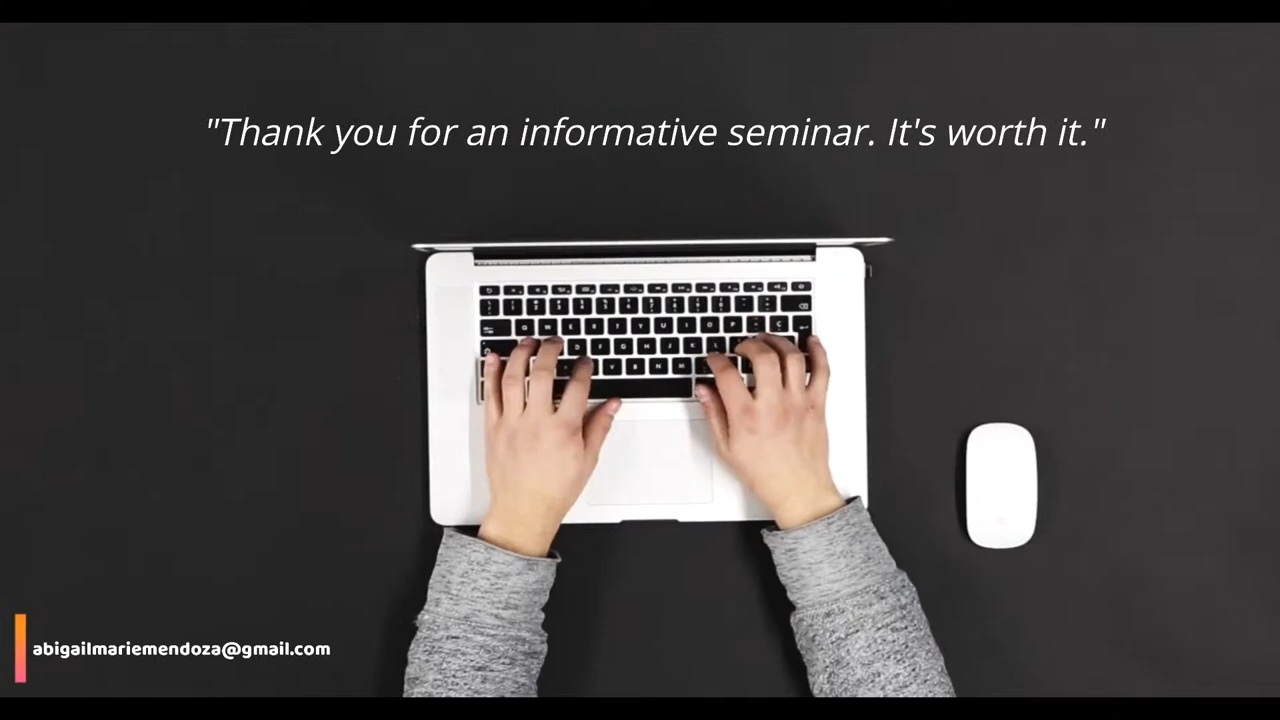 "Thank you for an informative seminar. It's worth it."
abigailmariemendoza@gmail.com